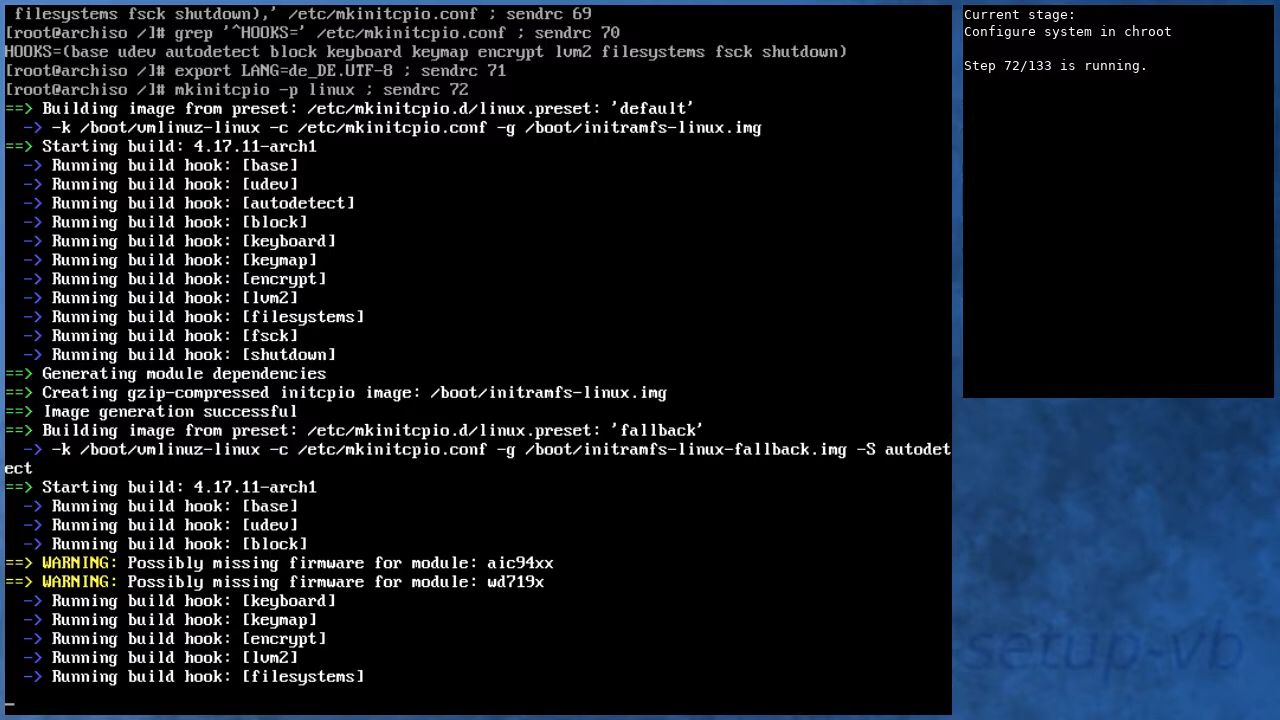 filesystems fsck shutdown),' /etc/mkinitcpio.conf ; sendrc 69
[root@archiso /]# grep '^HOOKS=' /etc/mkinitcpio.conf ; sendrc 70
HOOKS=(base udev autodetect block keyboard keymap encrypt lvm2 filesystems fsck shutdown)
[root@archiso /]# export LANG=de_DE.UTF-8 ; sendrc 71
[root@archiso /]# mkinitcpio -p linux ; sendrc 72
==> Building image from preset: /etc/mkinitcpio.d/linux.preset: 'default'
  -> -k /boot/vmlinuz-linux -c /etc/mkinitcpio.conf -g /boot/initramfs-linux.img
==> Starting build: 4.17.11-arch1
  -> Running build hook: [base]
  -> Running build hook: [udev]
  -> Running build hook: [autodetect]
  -> Running build hook: [block]
  -> Running build hook: [keyboard]
  -> Running build hook: [keymap]
  -> Running build hook: [encrypt]
  -> Running build hook: [lvm2]
  -> Running build hook: [filesystems]
  -> Running build hook: [fsck]
  -> Running build hook: [shutdown]
==> Generating module dependencies
==> Creating gzip-compressed initcpio image: /boot/initramfs-linux.img
==> Image generation successful
==> Building image from preset: /etc/mkinitcpio.d/linux.preset: 'fallback'
  -> -k /boot/vmlinuz-linux -c /etc/mkinitcpio.conf -g /boot/initramfs-linux-fallback.img -S autodet
ect
==> Starting build: 4.17.11-arch1
  -> Running build hook: [base]
  -> Running build hook: [udev]
  -> Running build hook: [block]
==> WARNING: Possibly missing firmware for module: aic94xx
==> WARNING: Possibly missing firmware for module: wd719x
  -> Running build hook: [keyboard]
  -> Running build hook: [keymap]
  -> Running build hook: [encrypt]
  -> Running build hook: [lvm2]
  -> Running build hook: [filesystems]
Current stage:
Configure system in chroot
Step 72/133 is running.
setup-vb